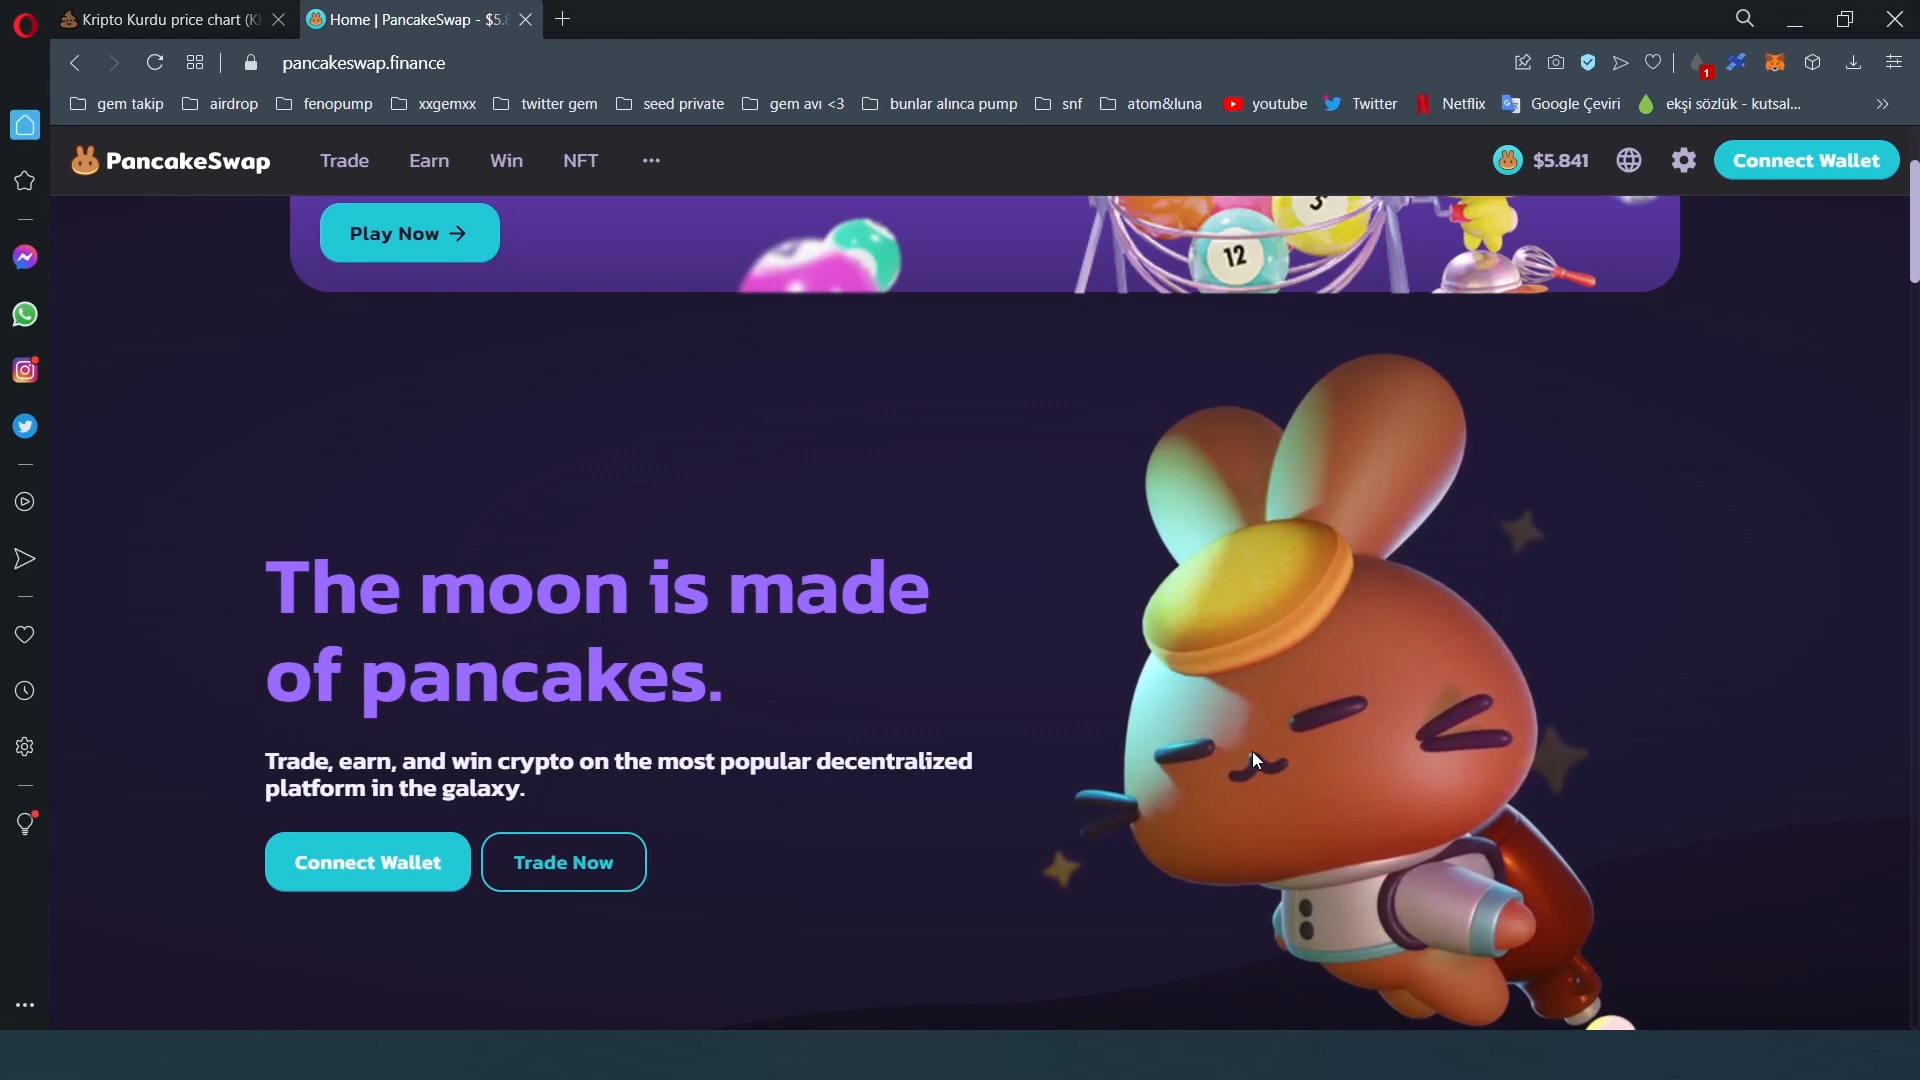 Kripto Kurdu price chart (K
Home | PancakeSwap - $5.8
pancakeswap.finance
1
gem takip
airdrop
fenopump
xxgemxx
twitter gem
seed private
gem avı <3
bunlar alınca pump
snf
atom&luna
youtube
Twitter
Netflix
Google Çeviri
ekşi sözlük - kutsal...
PancakeSwap
Trade
Earn
Win
NFT
$5.841
Connect Wallet
Play Now
3
12
The moon is made
of pancakes.
Trade, earn, and win crypto on the most popular decentralized
platform in the galaxy.
Connect Wallet
Trade Now